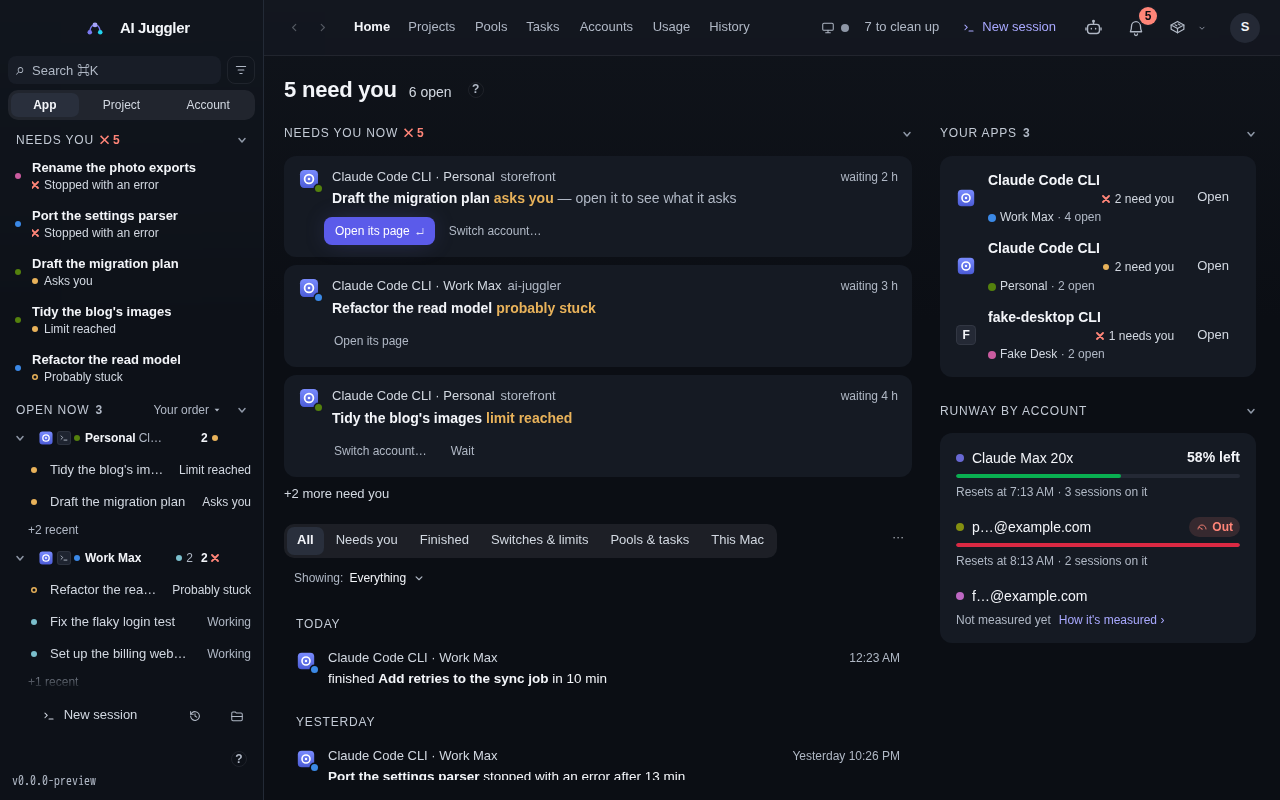 AI Juggler
Search ⌘K
App Project Account
NEEDS YOU 5
Rename the photo exports
Stopped with an error
Port the settings parser
Stopped with an error
Draft the migration plan
Asks you
Tidy the blog's images
Limit reached
Refactor the read model
Probably stuck
OPEN NOW 3 Your order
Personal Cl… 2
Tidy the blog's im… Limit reached
Draft the migration plan Asks you
+2 recent
Work Max 2 2
Refactor the rea… Probably stuck
Fix the flaky login test Working
Set up the billing web… Working
+1 recent
New session
?
v0.0.0-preview
Home Projects Pools Tasks Accounts Usage History
7 to clean up
New session
5
S
5 need you 6 open ?
NEEDS YOU NOW 5
Claude Code CLI · Personal storefront waiting 2 h
Draft the migration plan asks you — open it to see what it asks
Open its page Switch account…
Claude Code CLI · Work Max ai-juggler waiting 3 h
Refactor the read model probably stuck
Open its page
Claude Code CLI · Personal storefront waiting 4 h
Tidy the blog's images limit reached
Switch account… Wait
+2 more need you
All Needs you Finished Switches & limits Pools & tasks This Mac …
Showing: Everything
TODAY
Claude Code CLI · Work Max 12:23 AM
finished Add retries to the sync job in 10 min
YESTERDAY
Claude Code CLI · Work Max Yesterday 10:26 PM
Port the settings parser stopped with an error after 13 min
YOUR APPS 3
Claude Code CLI
2 need you Open
Work Max · 4 open
Claude Code CLI
2 need you Open
Personal · 2 open
F fake-desktop CLI
1 needs you Open
Fake Desk · 2 open
RUNWAY BY ACCOUNT
Claude Max 20x 58% left
Resets at 7:13 AM · 3 sessions on it
p…@example.com Out
Resets at 8:13 AM · 2 sessions on it
f…@example.com
Not measured yet How it's measured ›